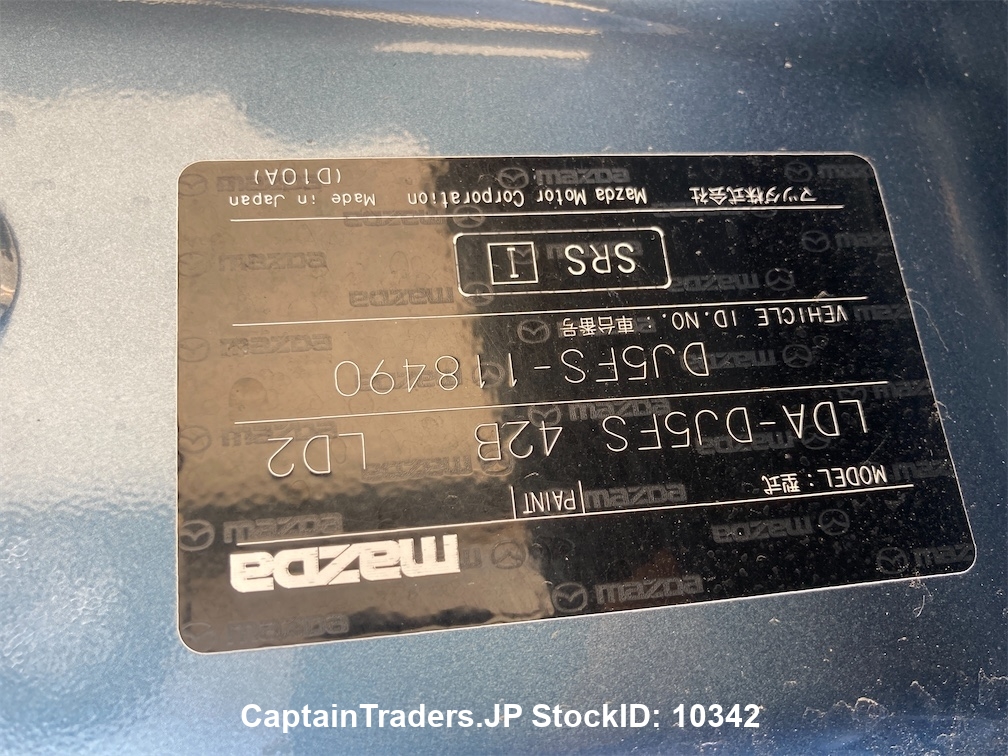 mazda
MODEL : 型式 PAINT
LDA-DJ5FS 42B LD2
VEHICLE ID.NO. : 車台番号
DJ5FS-118490
SRS I
マツダ株式会社 Mazda Motor Corporation Made in Japan
(D10A)
CaptainTraders.JP StockID: 10342